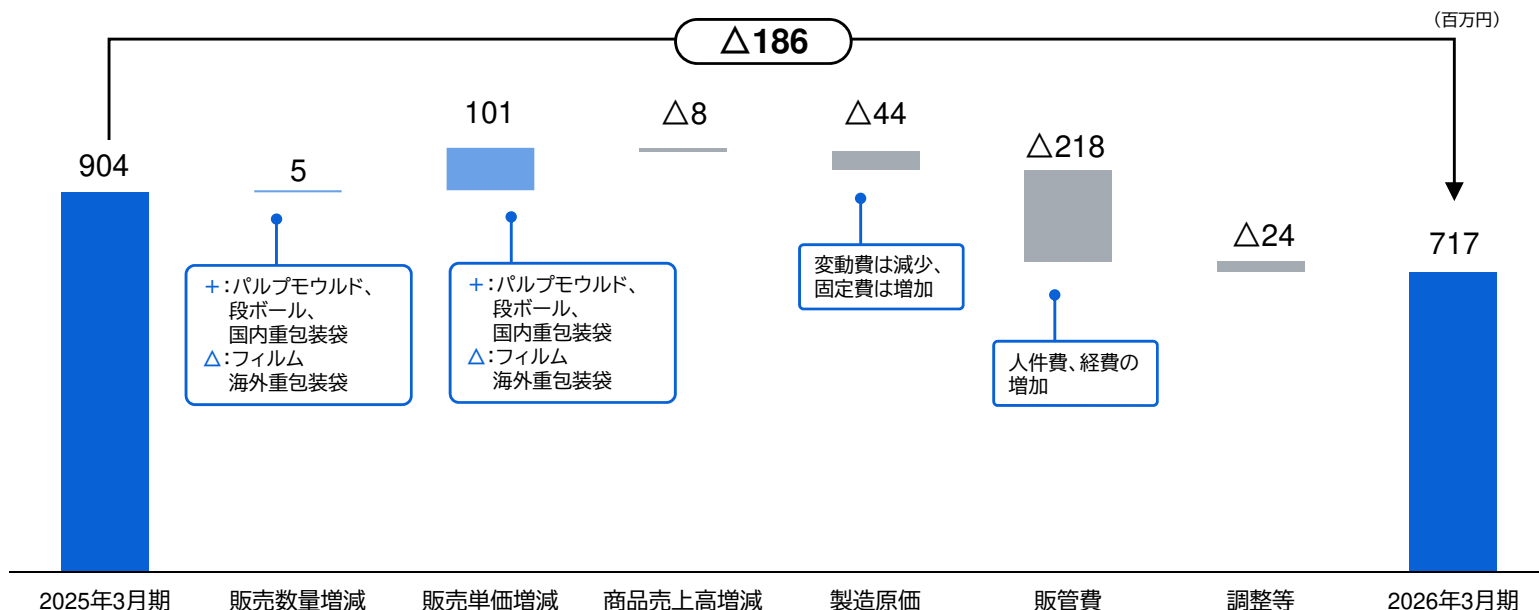 （百万円）
△186
904
5
101
△8
△44
△218
△24
717
＋：パルプモウルド、
段ボール、
国内重包装袋
△：フィルム
海外重包装袋
＋：パルプモウルド、
段ボール、
国内重包装袋
△：フィルム
海外重包装袋
変動費は減少、
固定費は増加
人件費、経費の
増加
2025年3月期
販売数量増減
販売単価増減
商品売上高増減
製造原価
販管費
調整等
2026年3月期